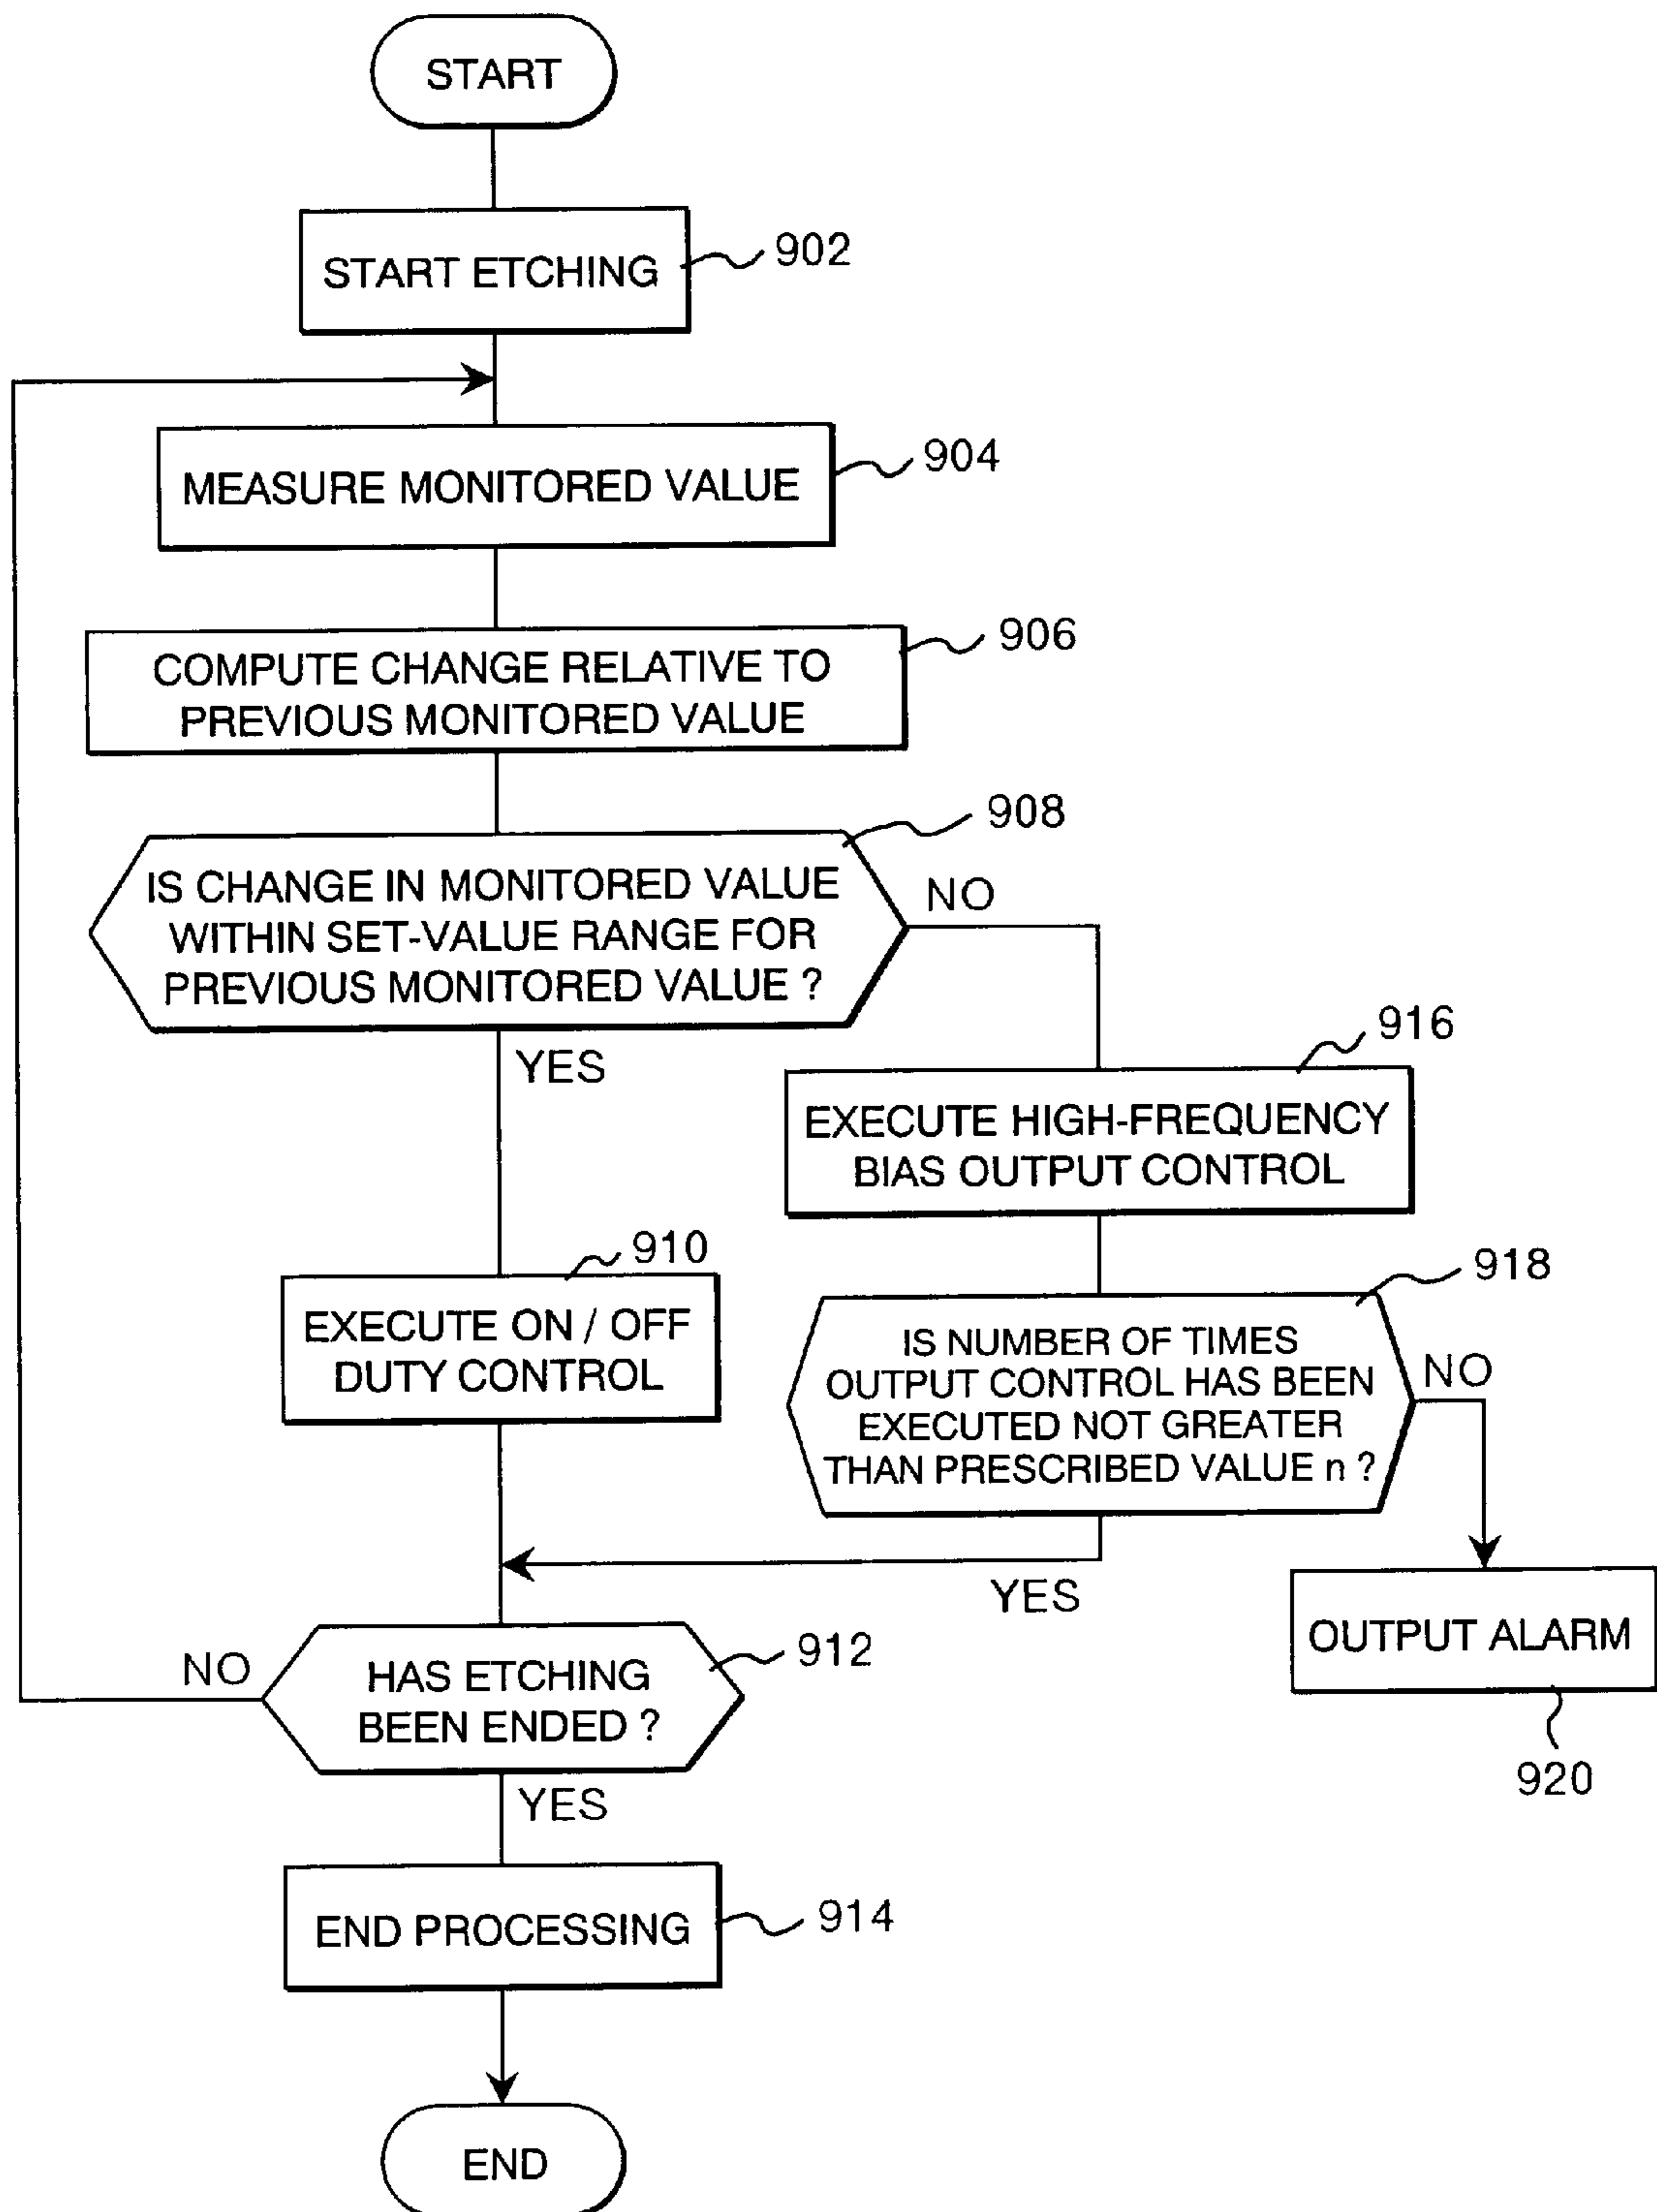 START
START ETCHING
902
MEASURE MONITORED VALUE
904
COMPUTE CHANGE RELATIVE TO
PREVIOUS MONITORED VALUE
906
IS CHANGE IN MONITORED VALUE
WITHIN SET-VALUE RANGE FOR
PREVIOUS MONITORED VALUE ?
908
NO
YES
916
EXECUTE HIGH-FREQUENCY
BIAS OUTPUT CONTROL
910
EXECUTE ON / OFF
DUTY CONTROL
918
IS NUMBER OF TIMES
OUTPUT CONTROL HAS BEEN
EXECUTED NOT GREATER
THAN PRESCRIBED VALUE n ?
NO
YES
OUTPUT ALARM
920
HAS ETCHING
BEEN ENDED ?
912
NO
YES
END PROCESSING
914
END